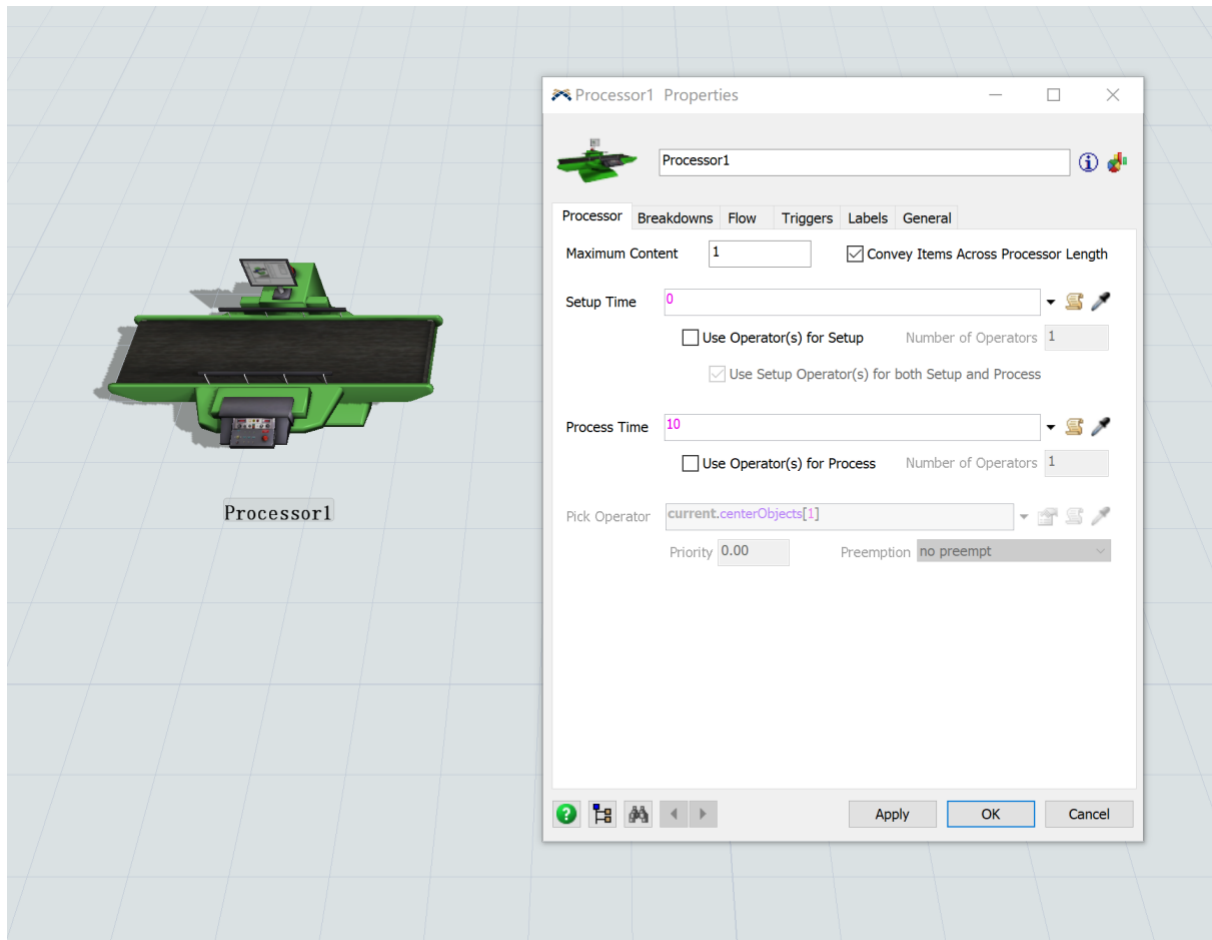 Processor1 Properties
Processor1
Processor Breakdowns Flow Triggers Labels General
Maximum Content 1 Convey Items Across Processor Length
Setup Time 0
Use Operator(s) for Setup Number of Operators 1
Use Setup Operator(s) for both Setup and Process
Process Time 10
Use Operator(s) for Process Number of Operators 1
Pick Operator current.centerObjects[1]
Priority 0.00 Preemption no preempt
Processor1
Apply OK Cancel